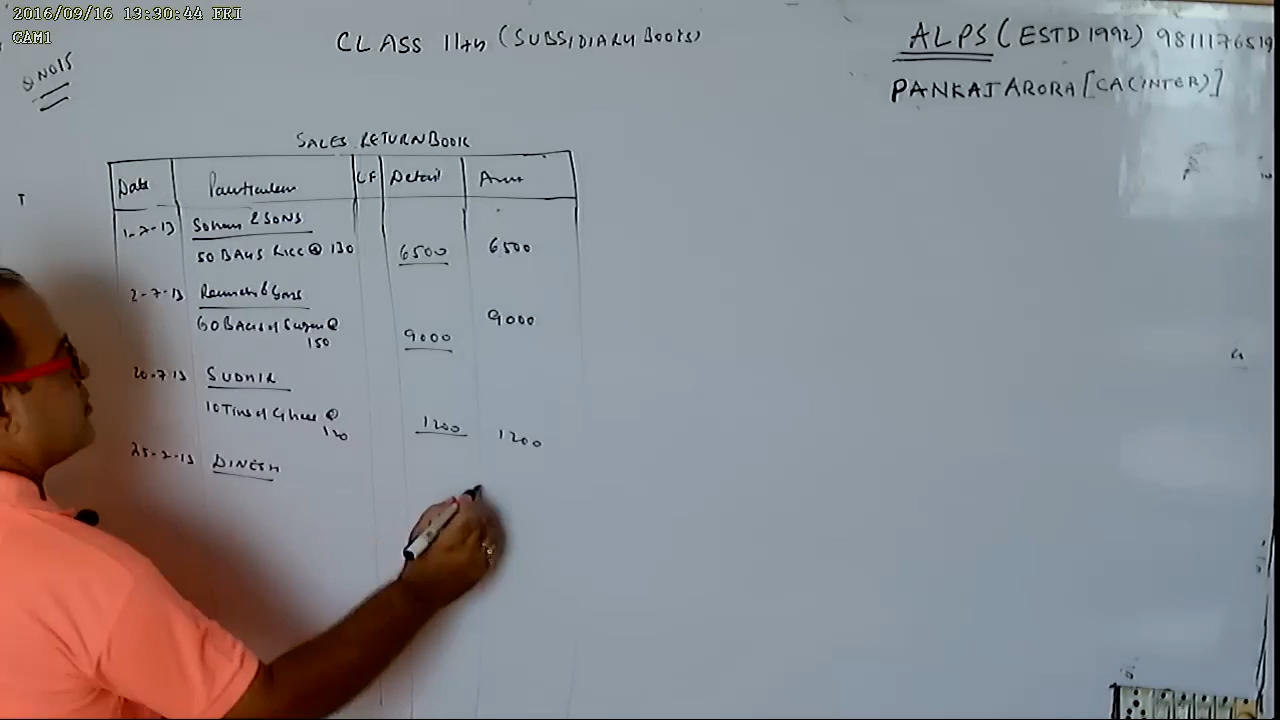 2016/09/16 13:30:44 FRI
CAM1
CLASS 11th (SUBSIDIARY BOOKS)
ALPS (ESTD 1992) 9811176519
PANKAJ ARORA [CA(INTER)]
QNO15
SALES RETURN BOOK
Date Particulars LF Detail Amt
1-7-13 Soham & SONS
50 BAGS RICE @ 130 6500 6500
2-7-13 & Sons
60 BAGS of Sugar @ 150 9000 9000
20-7-13 SUDHIR
10 Tins of Ghee @ 120 1200 1200
25-7-13 DINESH